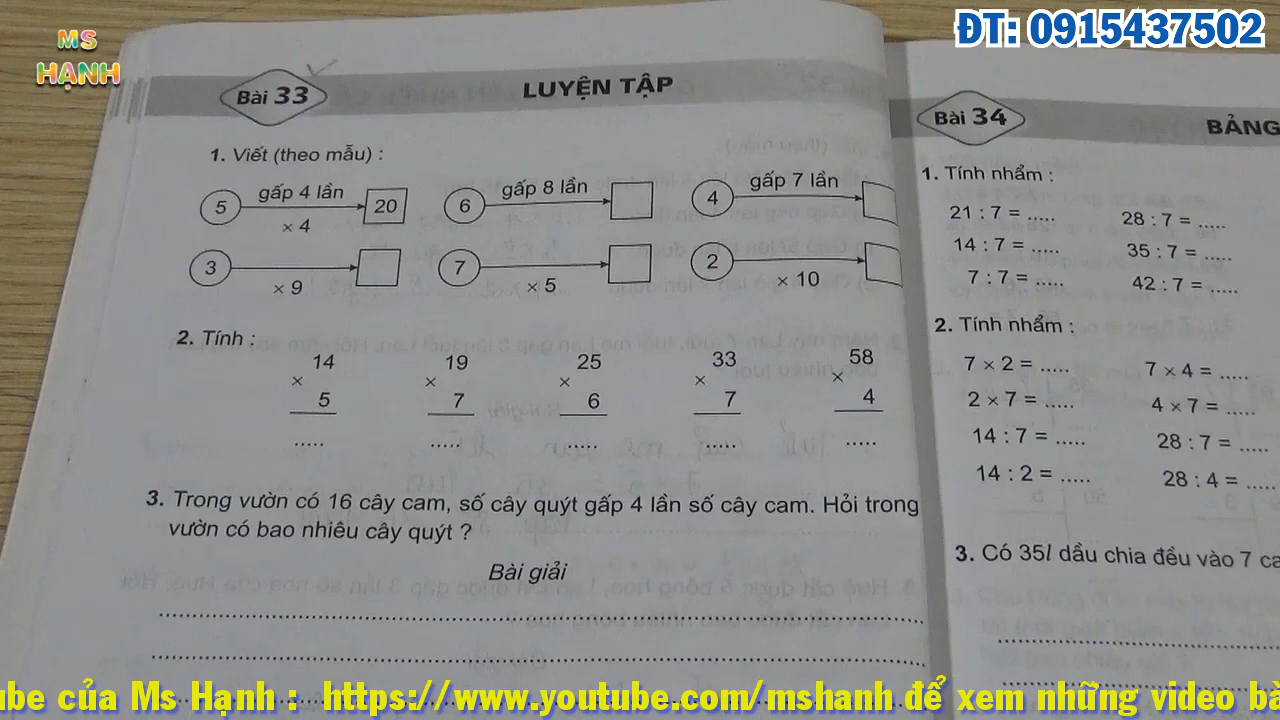 ĐT: 0915437502
MS
HẠNH
Bài 33
LUYỆN TẬP
1. Viết (theo mẫu) :
5 gấp 4 lần × 4 20
6 gấp 8 lần
4 gấp 7 lần
3 × 9
7 × 5
2 × 10
2. Tính :
14 19 25 33 58
× × × × ×
5 7 6 7 4
..... ..... ..... ..... .....
3. Trong vườn có 16 cây cam, số cây quýt gấp 4 lần số cây cam. Hỏi trong
vườn có bao nhiêu cây quýt ?
Bài giải
Bài 34
BẢNG
1. Tính nhẩm :
21 : 7 = ..... 28 : 7 = .....
14 : 7 = ..... 35 : 7 = .....
7 : 7 = ..... 42 : 7 = .....
2. Tính nhẩm :
7 × 2 = ..... 7 × 4 = .....
2 × 7 = ..... 4 × 7 = .....
14 : 7 = ..... 28 : 7 = .....
14 : 2 = ..... 28 : 4 = .....
3. Có 35l dầu chia đều vào 7 ca
ube của Ms Hạnh : https://www.youtube.com/mshanh để xem những video bà